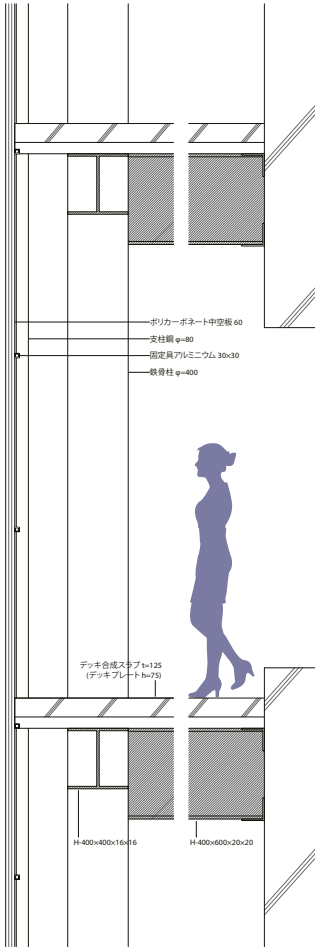 ポリカーボネート中空板 60
支柱鋼 φ=80
固定具アルミニウム 30×30
鉄骨柱 φ=400
デッキ合成スラブ t=125
(デッキプレート h=75)
H-400×400×16×16
H-400×600×20×20